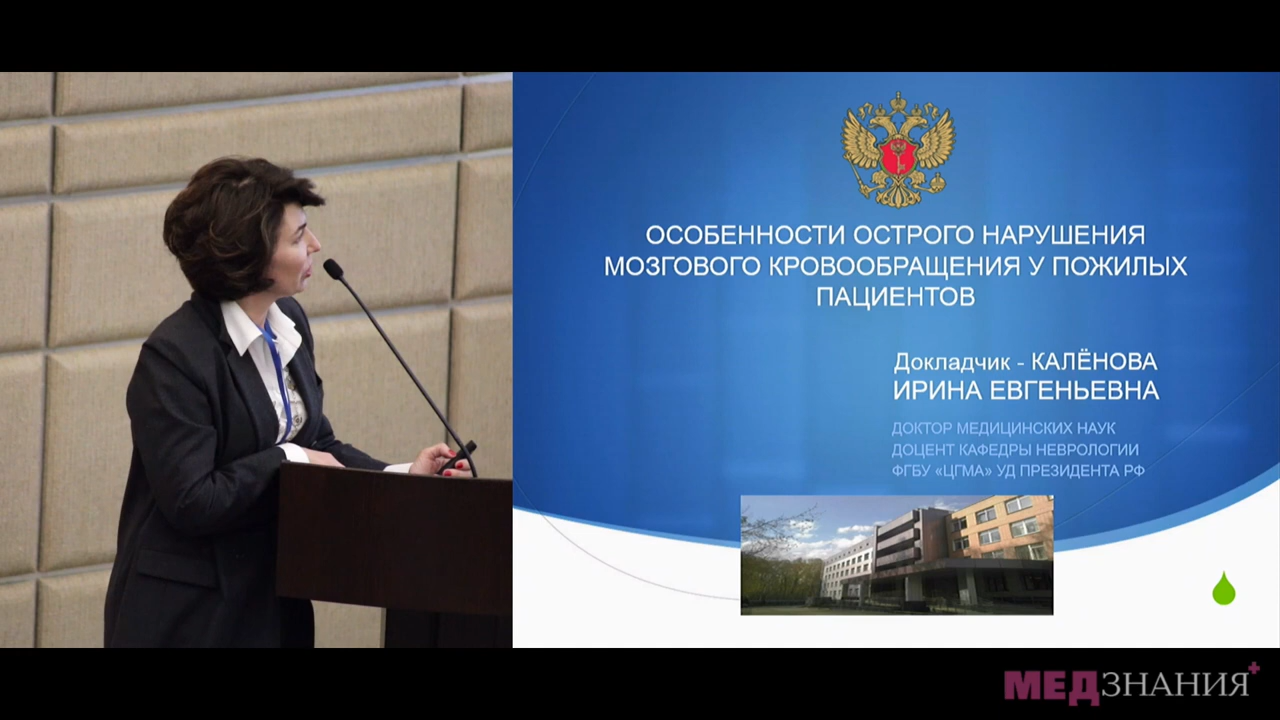 ОСОБЕННОСТИ ОСТРОГО НАРУШЕНИЯ
МОЗГОВОГО КРОВООБРАЩЕНИЯ У ПОЖИЛЫХ
ПАЦИЕНТОВ
Докладчик - КАЛЁНОВА
ИРИНА ЕВГЕНЬЕВНА
ДОКТОР МЕДИЦИНСКИХ НАУК
ДОЦЕНТ КАФЕДРЫ НЕВРОЛОГИИ
ФГБУ «ЦГМА» УД ПРЕЗИДЕНТА РФ
МЕДЗНАНИЯ+